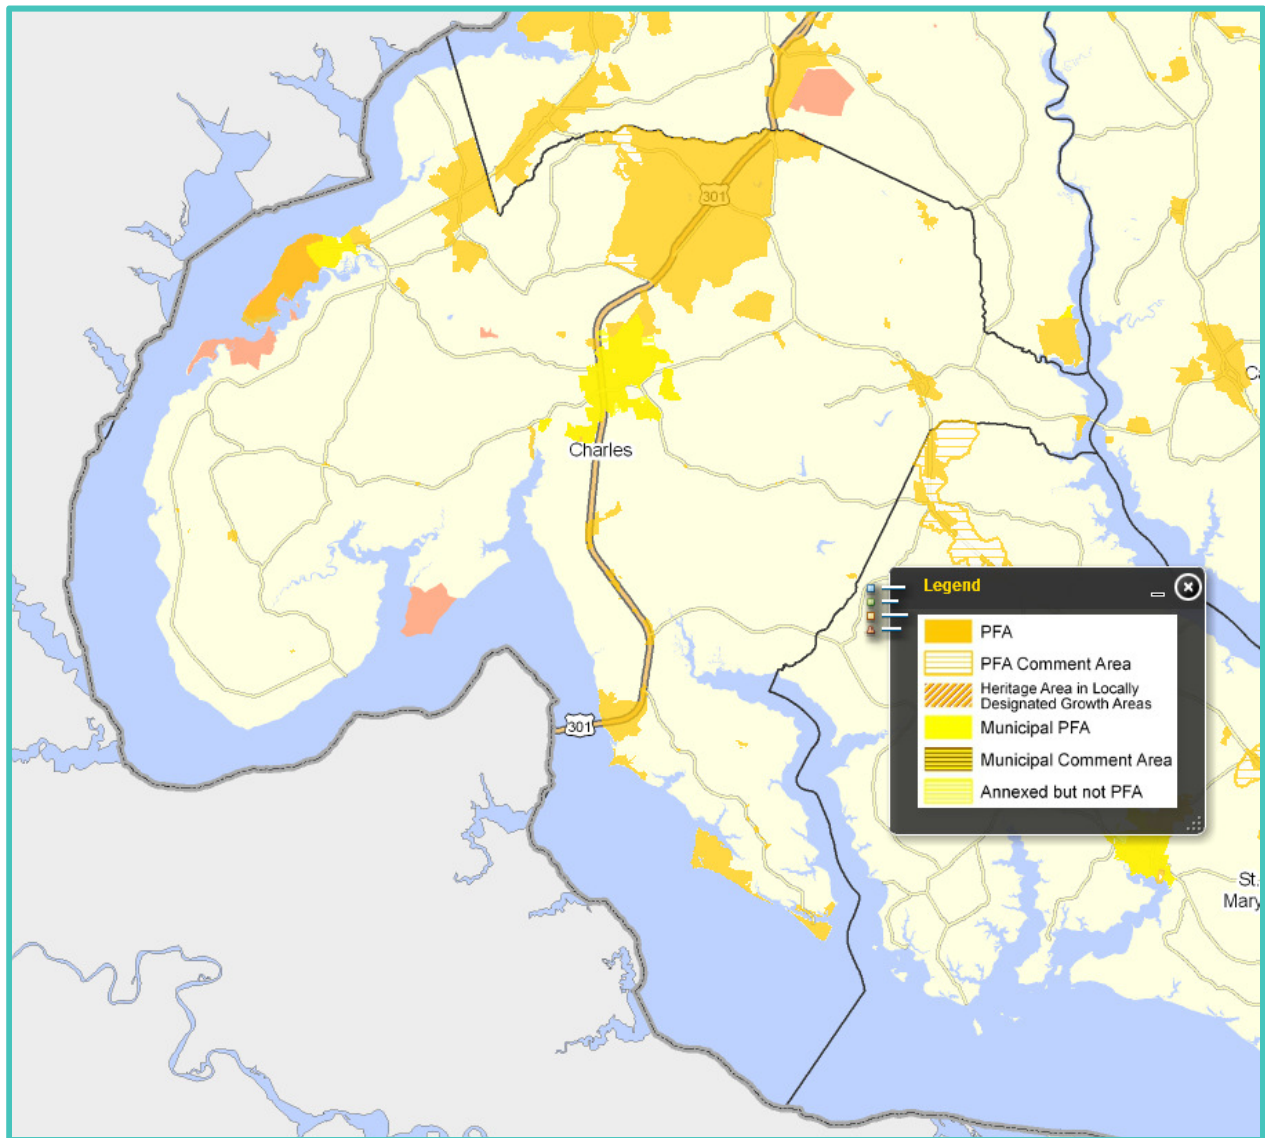 301
Ca
Charles
301
Legend
PFA
PFA Comment Area
Heritage Area in Locally
Designated Growth Areas
Municipal PFA
Municipal Comment Area
Annexed but not PFA
St.
Mary